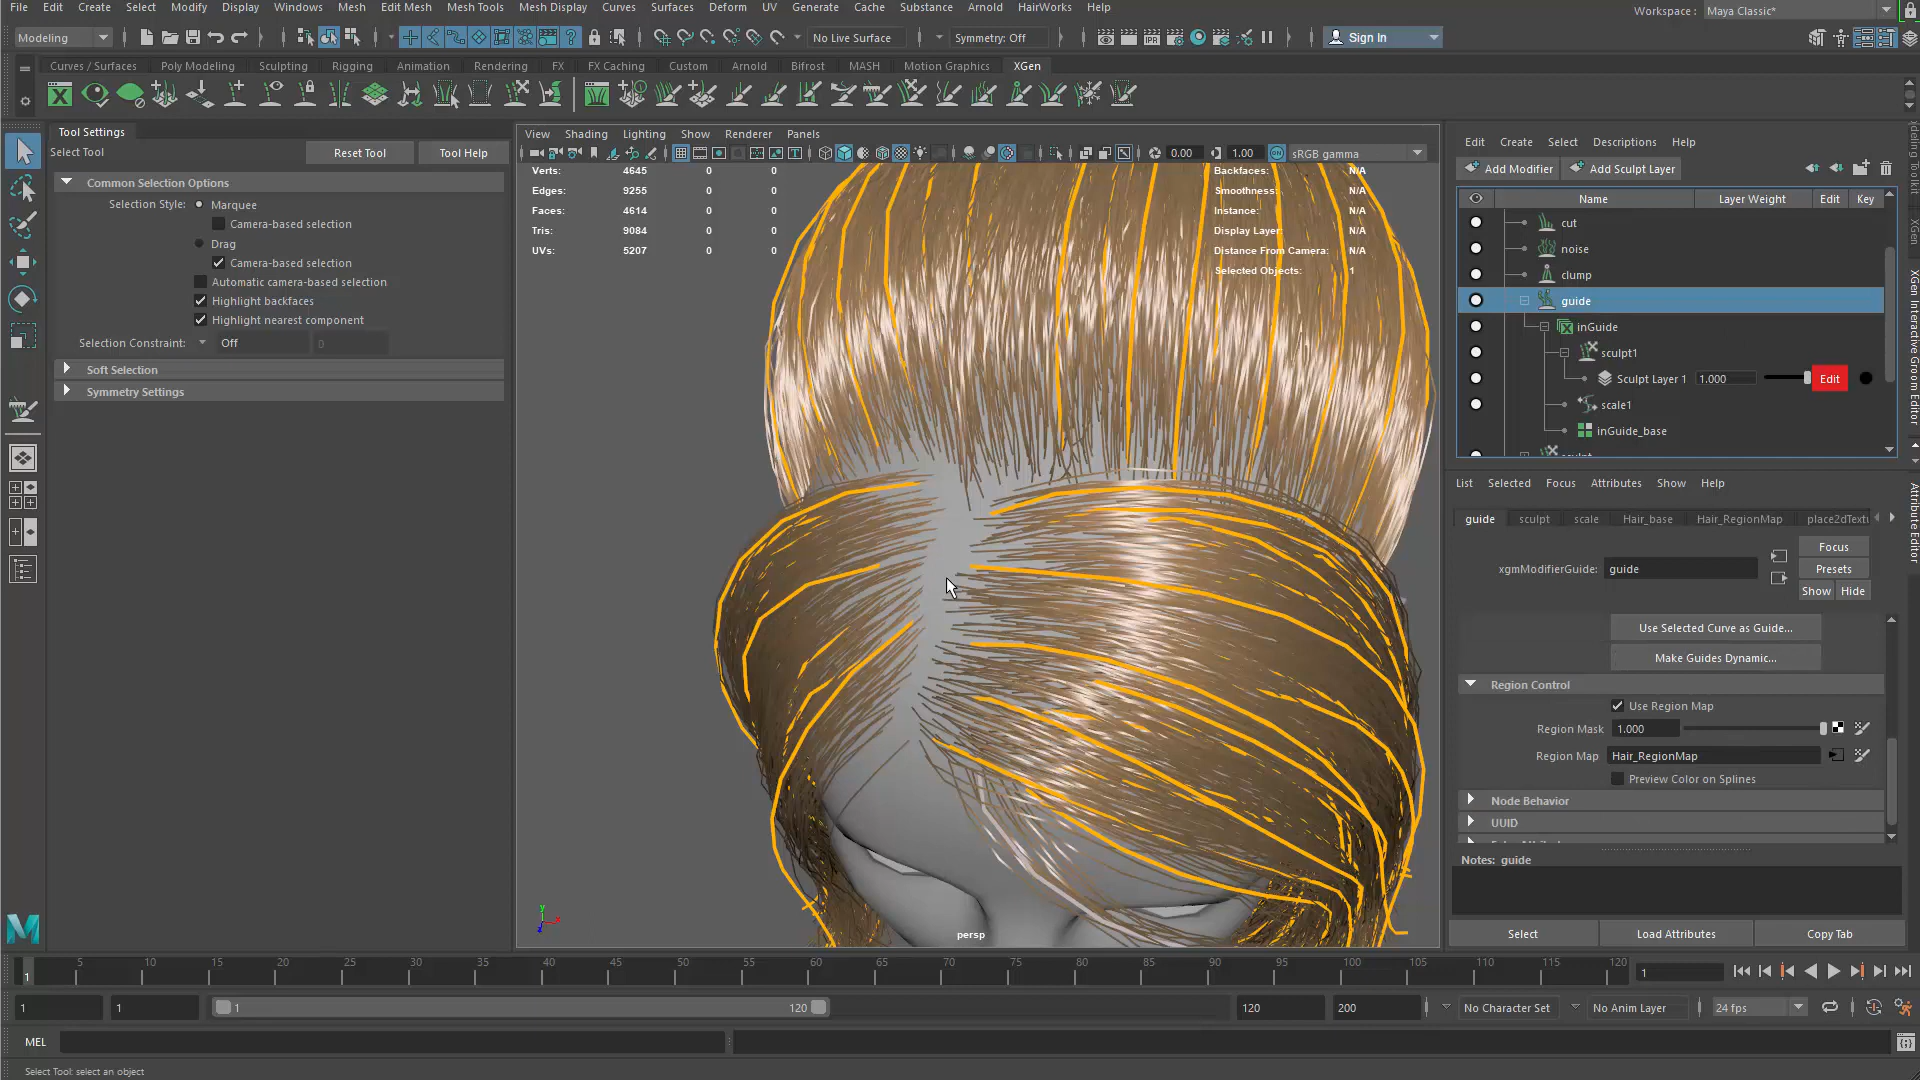 File Edit Create Select Modify Display Windows Mesh Edit Mesh Mesh Tools Mesh Display Curves Surfaces Deform UV Generate Cache Substance Arnold HairWorks Help
Workspace : Maya Classic*
Modeling No Live Surface Symmetry: Off Sign In
Curves / Surfaces Poly Modeling Sculpting Rigging Animation Rendering FX FX Caching Custom Arnold Bifrost MASH Motion Graphics XGen
Tool Settings
Select Tool Reset Tool Tool Help
Common Selection Options
Selection Style: Marquee
Camera-based selection
Drag
Camera-based selection
Automatic camera-based selection
Highlight backfaces
Highlight nearest component
Selection Constraint: Off 0
Soft Selection
Symmetry Settings
View Shading Lighting Show Renderer Panels
0.00 1.00 sRGB gamma
Verts: 4645 0 0
Edges: 9255 0 0
Faces: 4614 0 0
Tris: 9084 0 0
UVs: 5207 0 0
Backfaces: N/A
Smoothness: N/A
Instance: N/A
Display Layer: N/A
Distance From Camera: N/A
Selected Objects: 1
persp
Edit Create Select Descriptions Help
Add Modifier Add Sculpt Layer
Name Layer Weight Edit Key
cut
noise
clump
guide
inGuide
sculpt1
Sculpt Layer 1 1.000 Edit
scale1
inGuide_base
List Selected Focus Attributes Show Help
guide sculpt scale Hair_base Hair_RegionMap
Focus
xgmModifierGuide: guide Presets
Show Hide
Use Selected Curve as Guide...
Make Guides Dynamic...
Region Control
Use Region Map
Region Mask 1.000
Region Map Hair_RegionMap
Preview Color on Splines
Node Behavior
UUID
Notes: guide
Select Load Attributes Copy Tab
XGen
XGen Interactive Groom Editor
Attribute Editor
1 5 10 15 20 25 30 35 40 45 50 55 60 65 70 75 80 85 90 95 100 105 110 115 120 1
1 1 1 120 120 200 No Character Set No Anim Layer 24 fps
MEL
Select Tool: select an object